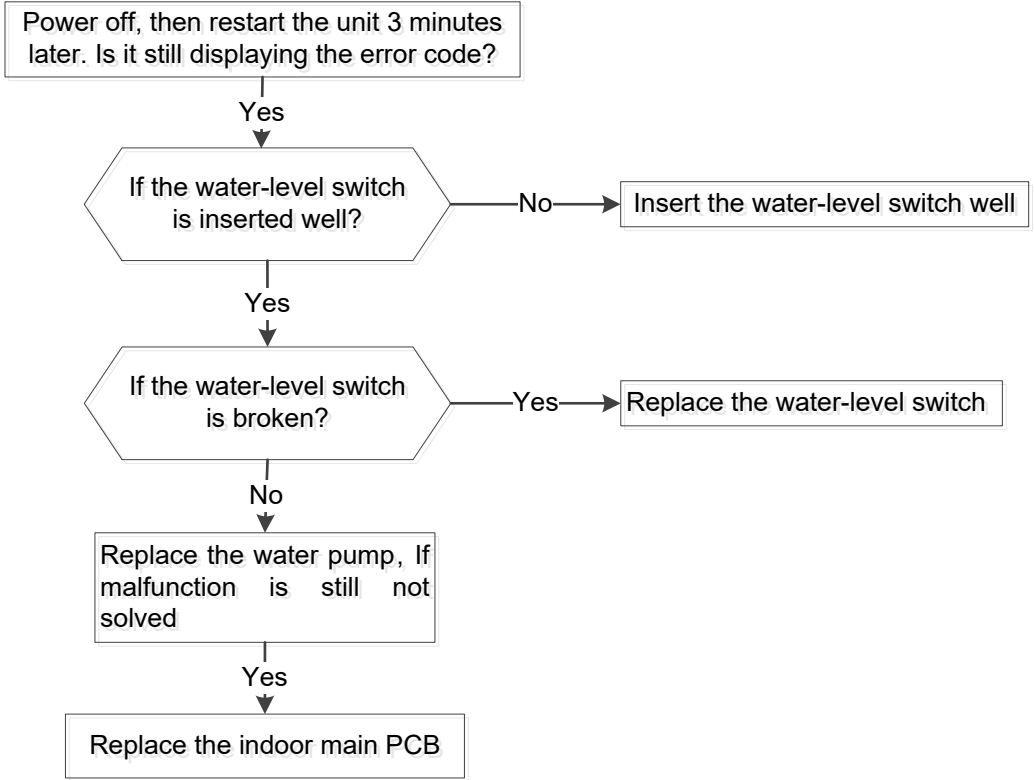 Power off, then restart the unit 3 minutes
later. Is it still displaying the error code?
Yes
If the water-level switch
is inserted well?
No
Insert the water-level switch well
Yes
If the water-level switch
is broken?
Yes
Replace the water-level switch
No
Replace the water pump, If
malfunction is still not
solved
Yes
Replace the indoor main PCB